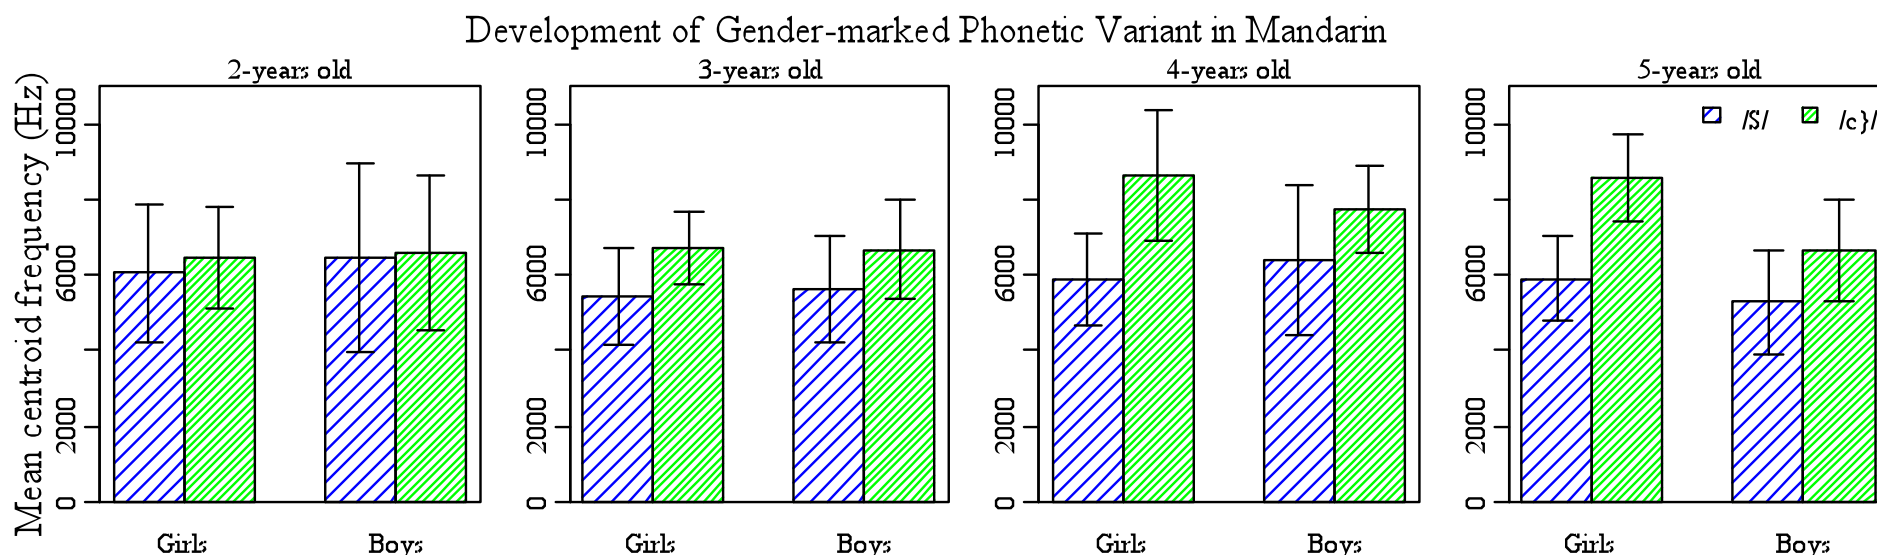 Development of Gender-marked Phonetic Variant in Mandarin
2-years old
3-years old
4-years old
5-years old
Mean centroid frequency (Hz)
0 2000 6000 10000
0 2000 6000 10000
0 2000 6000 10000
0 2000 6000 10000
/S/ /c}/
Girls Boys
Girls Boys
Girls Boys
Girls Boys